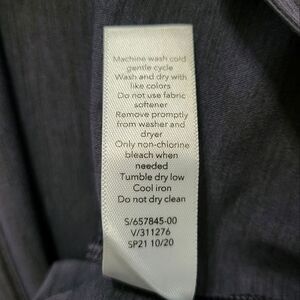 Machine wash cold
gentle cycle
Wash and dry with
like colors
Do not use fabric
softener
Remove promptly
from washer and
dryer
Only non-chlorine
bleach when
needed
Tumble dry low
Cool iron
Do not dry clean
S/657845-00
V/311276
SP21 10/20